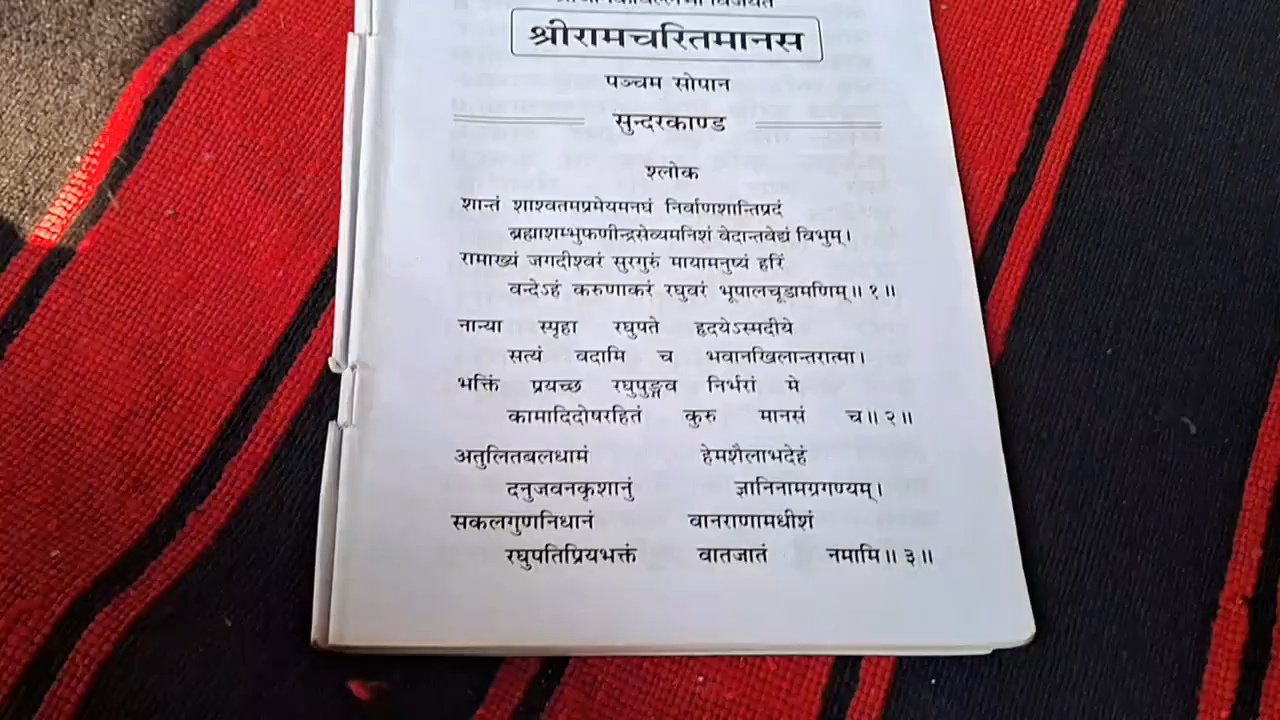 श्रीरामचरितमानस
पञ्चम सोपान
सुन्दरकाण्ड
श्लोक
शान्तं शाश्वतमप्रमेयमनघं निर्वाणशान्तिप्रदं
ब्रह्माशम्भुफणीन्द्रसेव्यमनिशं वेदान्तवेद्यं विभुम्।
रामाख्यं जगदीश्वरं सुरगुरुं मायामनुष्यं हरिं
वन्देऽहं करुणाकरं रघुवरं भूपालचूडामणिम्॥ १॥
नान्या स्पृहा रघुपते हृदयेऽस्मदीये
सत्यं वदामि च भवानखिलान्तरात्मा।
भक्तिं प्रयच्छ रघुपुङ्गव निर्भरां मे
कामादिदोषरहितं कुरु मानसं च॥ २॥
अतुलितबलधामं हेमशैलाभदेहं
दनुजवनकृशानुं ज्ञानिनामग्रगण्यम्।
सकलगुणनिधानं वानराणामधीशं
रघुपतिप्रियभक्तं वातजातं नमामि॥ ३॥